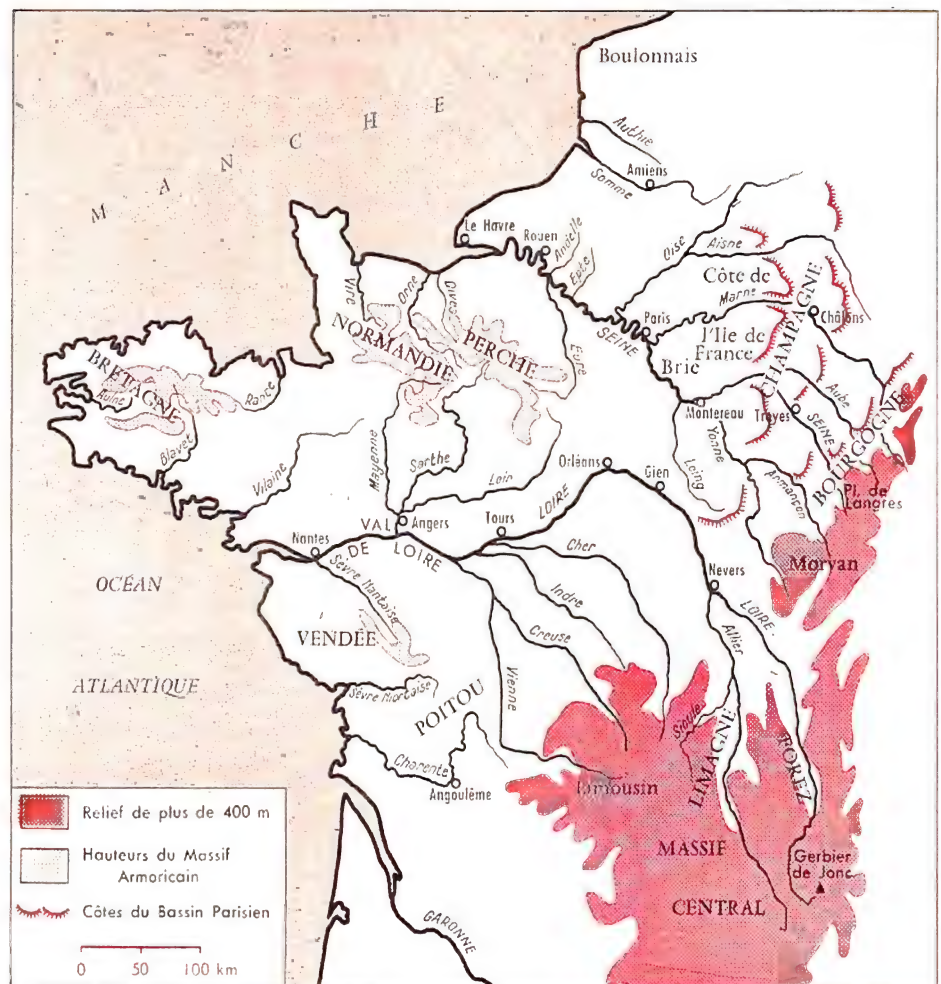 Boulonnais
MANCHE
Authie
Amiens
Somme
Le Havre
Rouen
Andelle
Epte
Oise
Aisne
Côte de
l'Ile de
France
Marne
CHAMPAGNE
Châlons
Paris
SEINE
Brie
Vire
Orne
Dives
NORMANDIE
PERCHE
Eure
BRETAGNE
Aulne
Rance
Blavet
Vilaine
Mayenne
Sarthe
Loir
Montereau
Troyes
Aube
SEINE
BOURGOGNE
Yonne
Loing
Armançon
Pl. de
Langres
Morvan
Orléans
Gien
LOIRE
VAL
DE LOIRE
Angers
Tours
Nantes
Sèvre Nantaise
Cher
Indre
Creuse
Nevers
LOIRE
Allier
OCÉAN
ATLANTIQUE
VENDÉE
Sèvre Niortaise
POITOU
Vienne
Charente
Angoulême
Sioule
LIMAGNE
FOREZ
Limousin
MASSIF
CENTRAL
Gerbier
de Jonc
GARONNE
Relief de plus de 400 m
Hauteurs du Massif
Armoricain
Côtes du Bassin Parisien
0 50 100 km